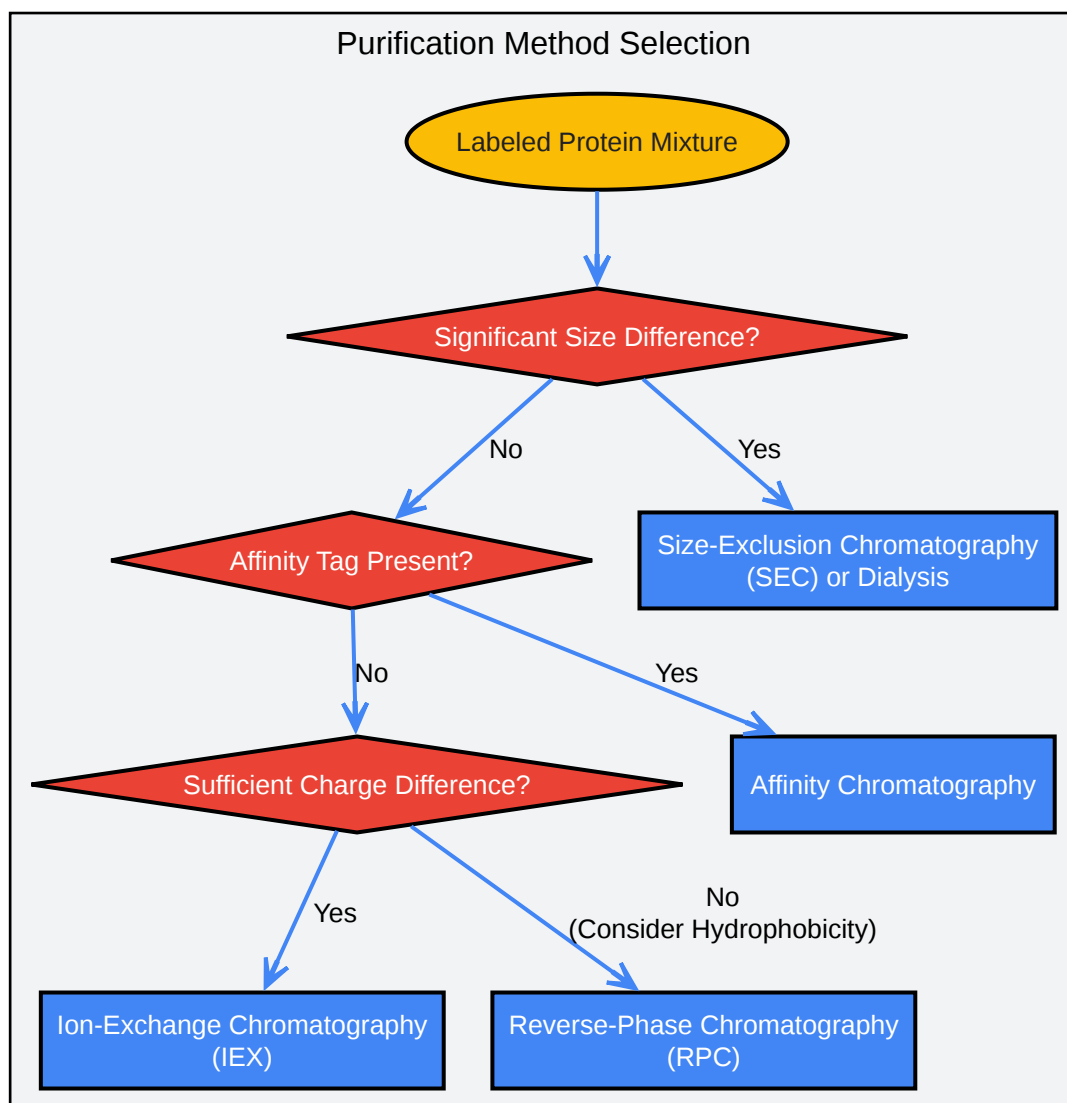 Purification Method Selection
Labeled Protein Mixture
Significant Size Difference?
No
Yes
Affinity Tag Present?
Size-Exclusion Chromatography
(SEC) or Dialysis
No
Yes
Sufficient Charge Difference?
Affinity Chromatography
Yes
No
(Consider Hydrophobicity)
Ion-Exchange Chromatography
(IEX)
Reverse-Phase Chromatography
(RPC)